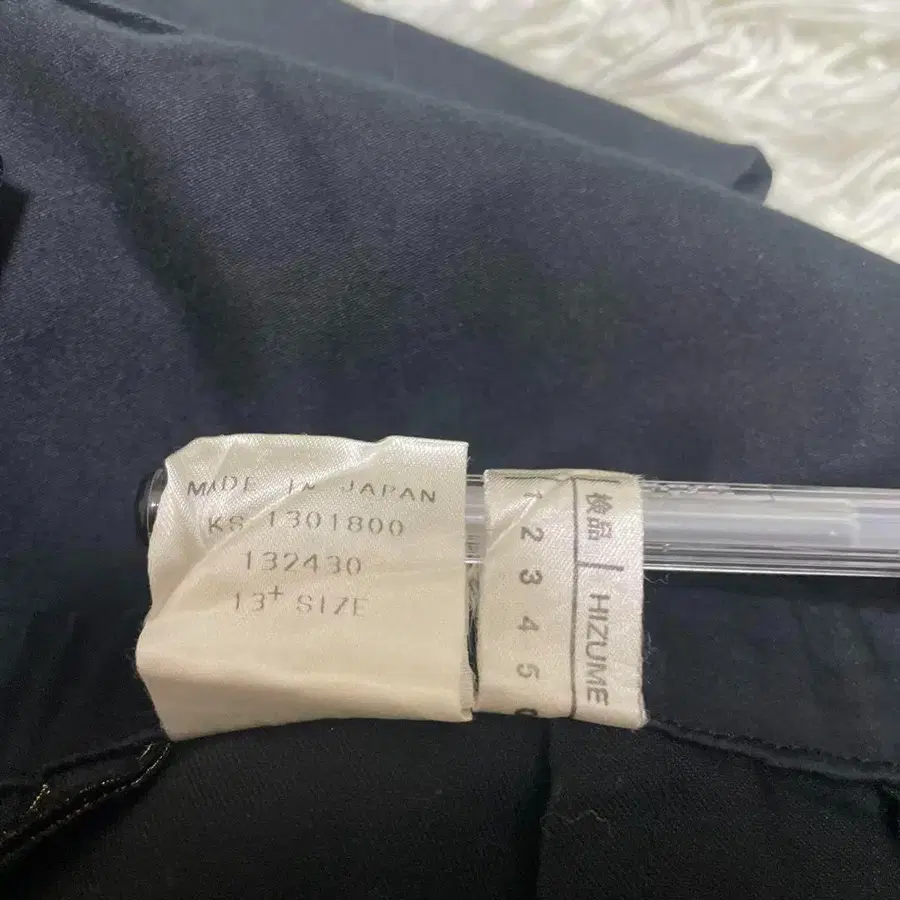 MADE IN JAPAN
KS 1301800
132430
13+ SIZE
検品 HIZUME
1 2 3 4 5